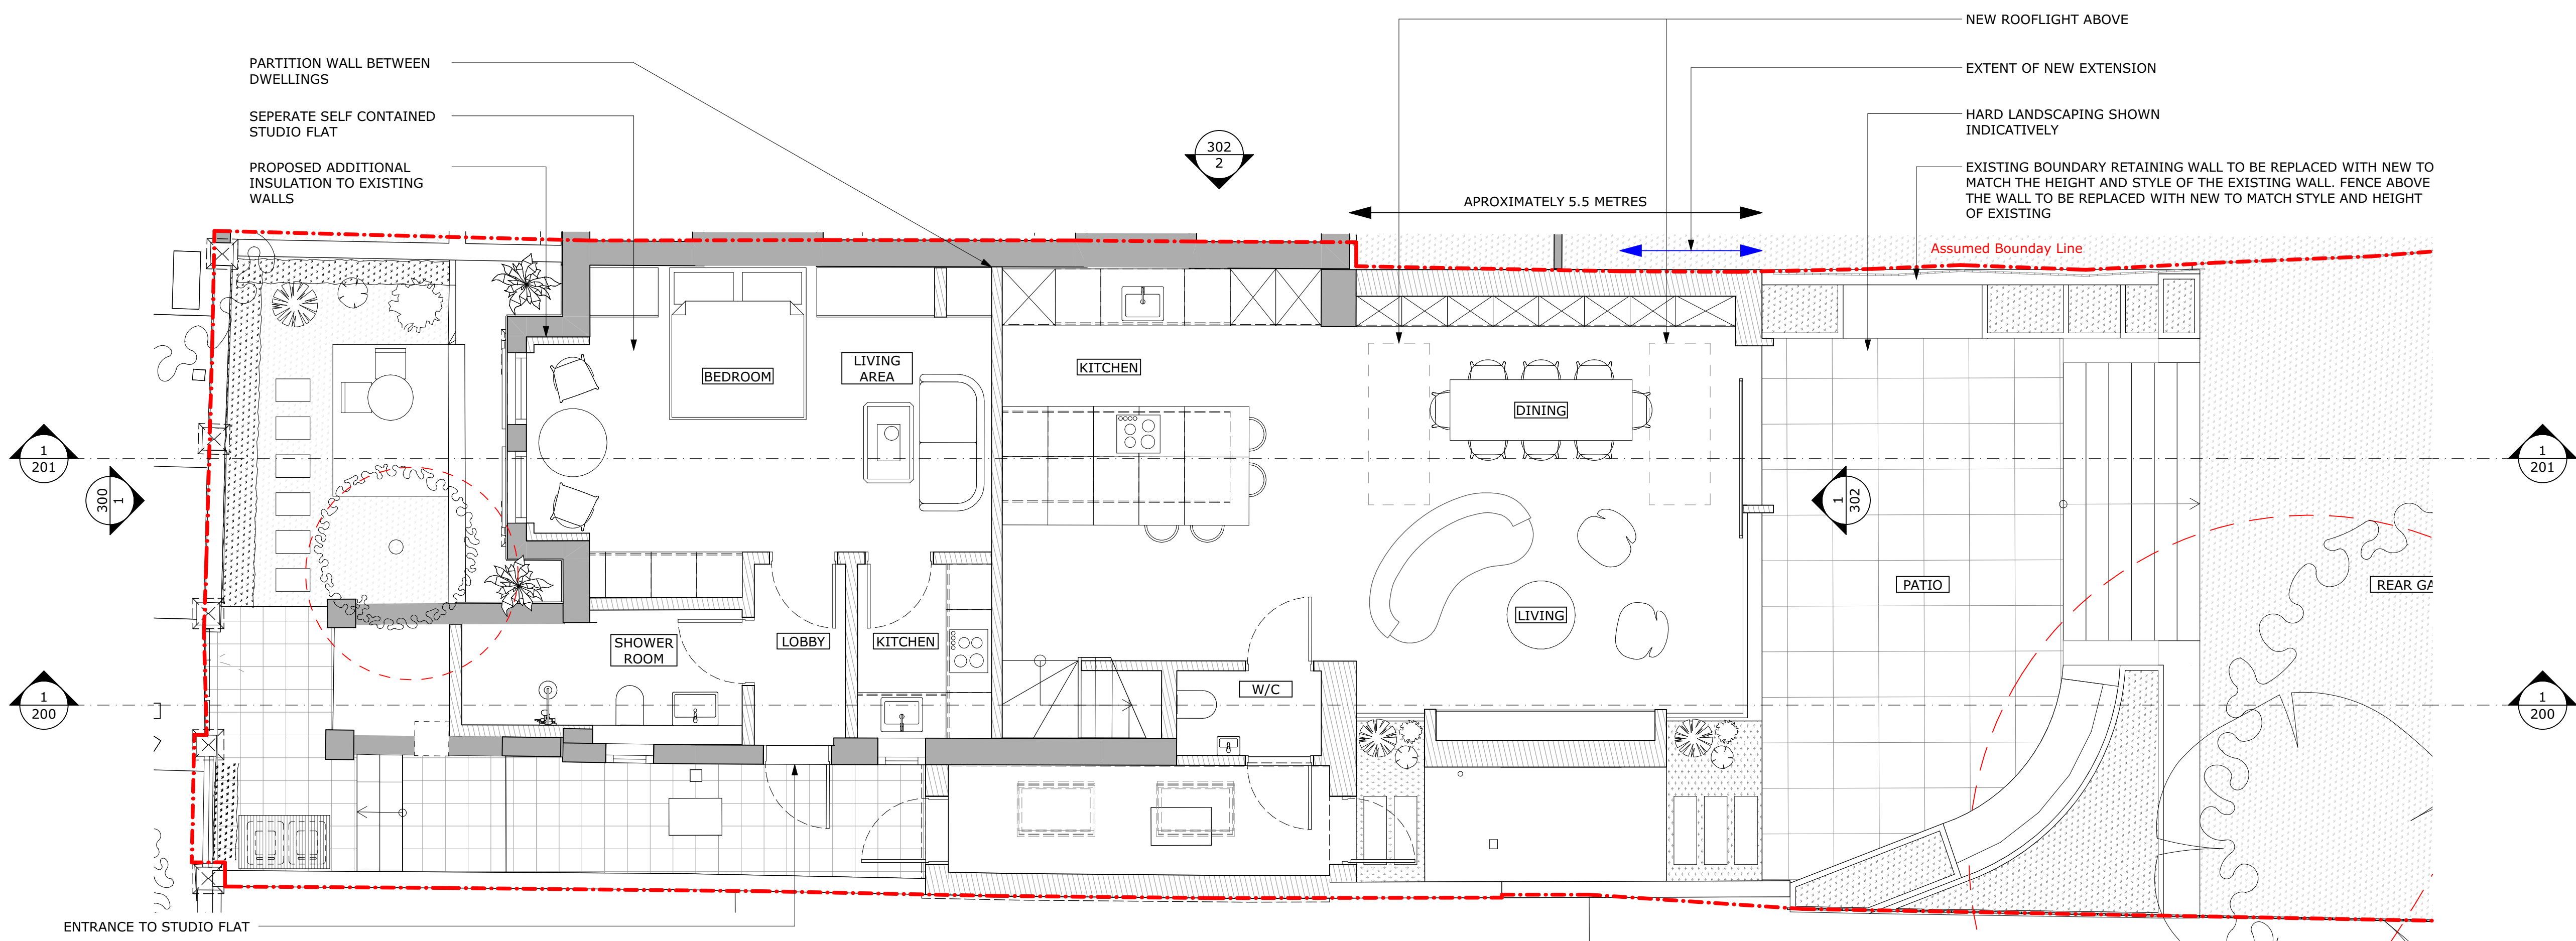 NEW ROOFLIGHT ABOVE
PARTITION WALL BETWEEN
DWELLINGS
EXTENT OF NEW EXTENSION
SEPERATE SELF CONTAINED
STUDIO FLAT
HARD LANDSCAPING SHOWN
INDICATIVELY
PROPOSED ADDITIONAL
INSULATION TO EXISTING
WALLS
302
2
EXISTING BOUNDARY RETAINING WALL TO BE REPLACED WITH NEW TO
MATCH THE HEIGHT AND STYLE OF THE EXISTING WALL. FENCE ABOVE
THE WALL TO BE REPLACED WITH NEW TO MATCH STYLE AND HEIGHT
OF EXISTING
APROXIMATELY 5.5 METRES
Assumed Bounday Line
BEDROOM
LIVING
AREA
KITCHEN
DINING
1
201
1
201
300
1
1
302
PATIO
REAR GA
LIVING
SHOWER
ROOM
LOBBY
KITCHEN
W/C
1
200
1
200
ENTRANCE TO STUDIO FLAT